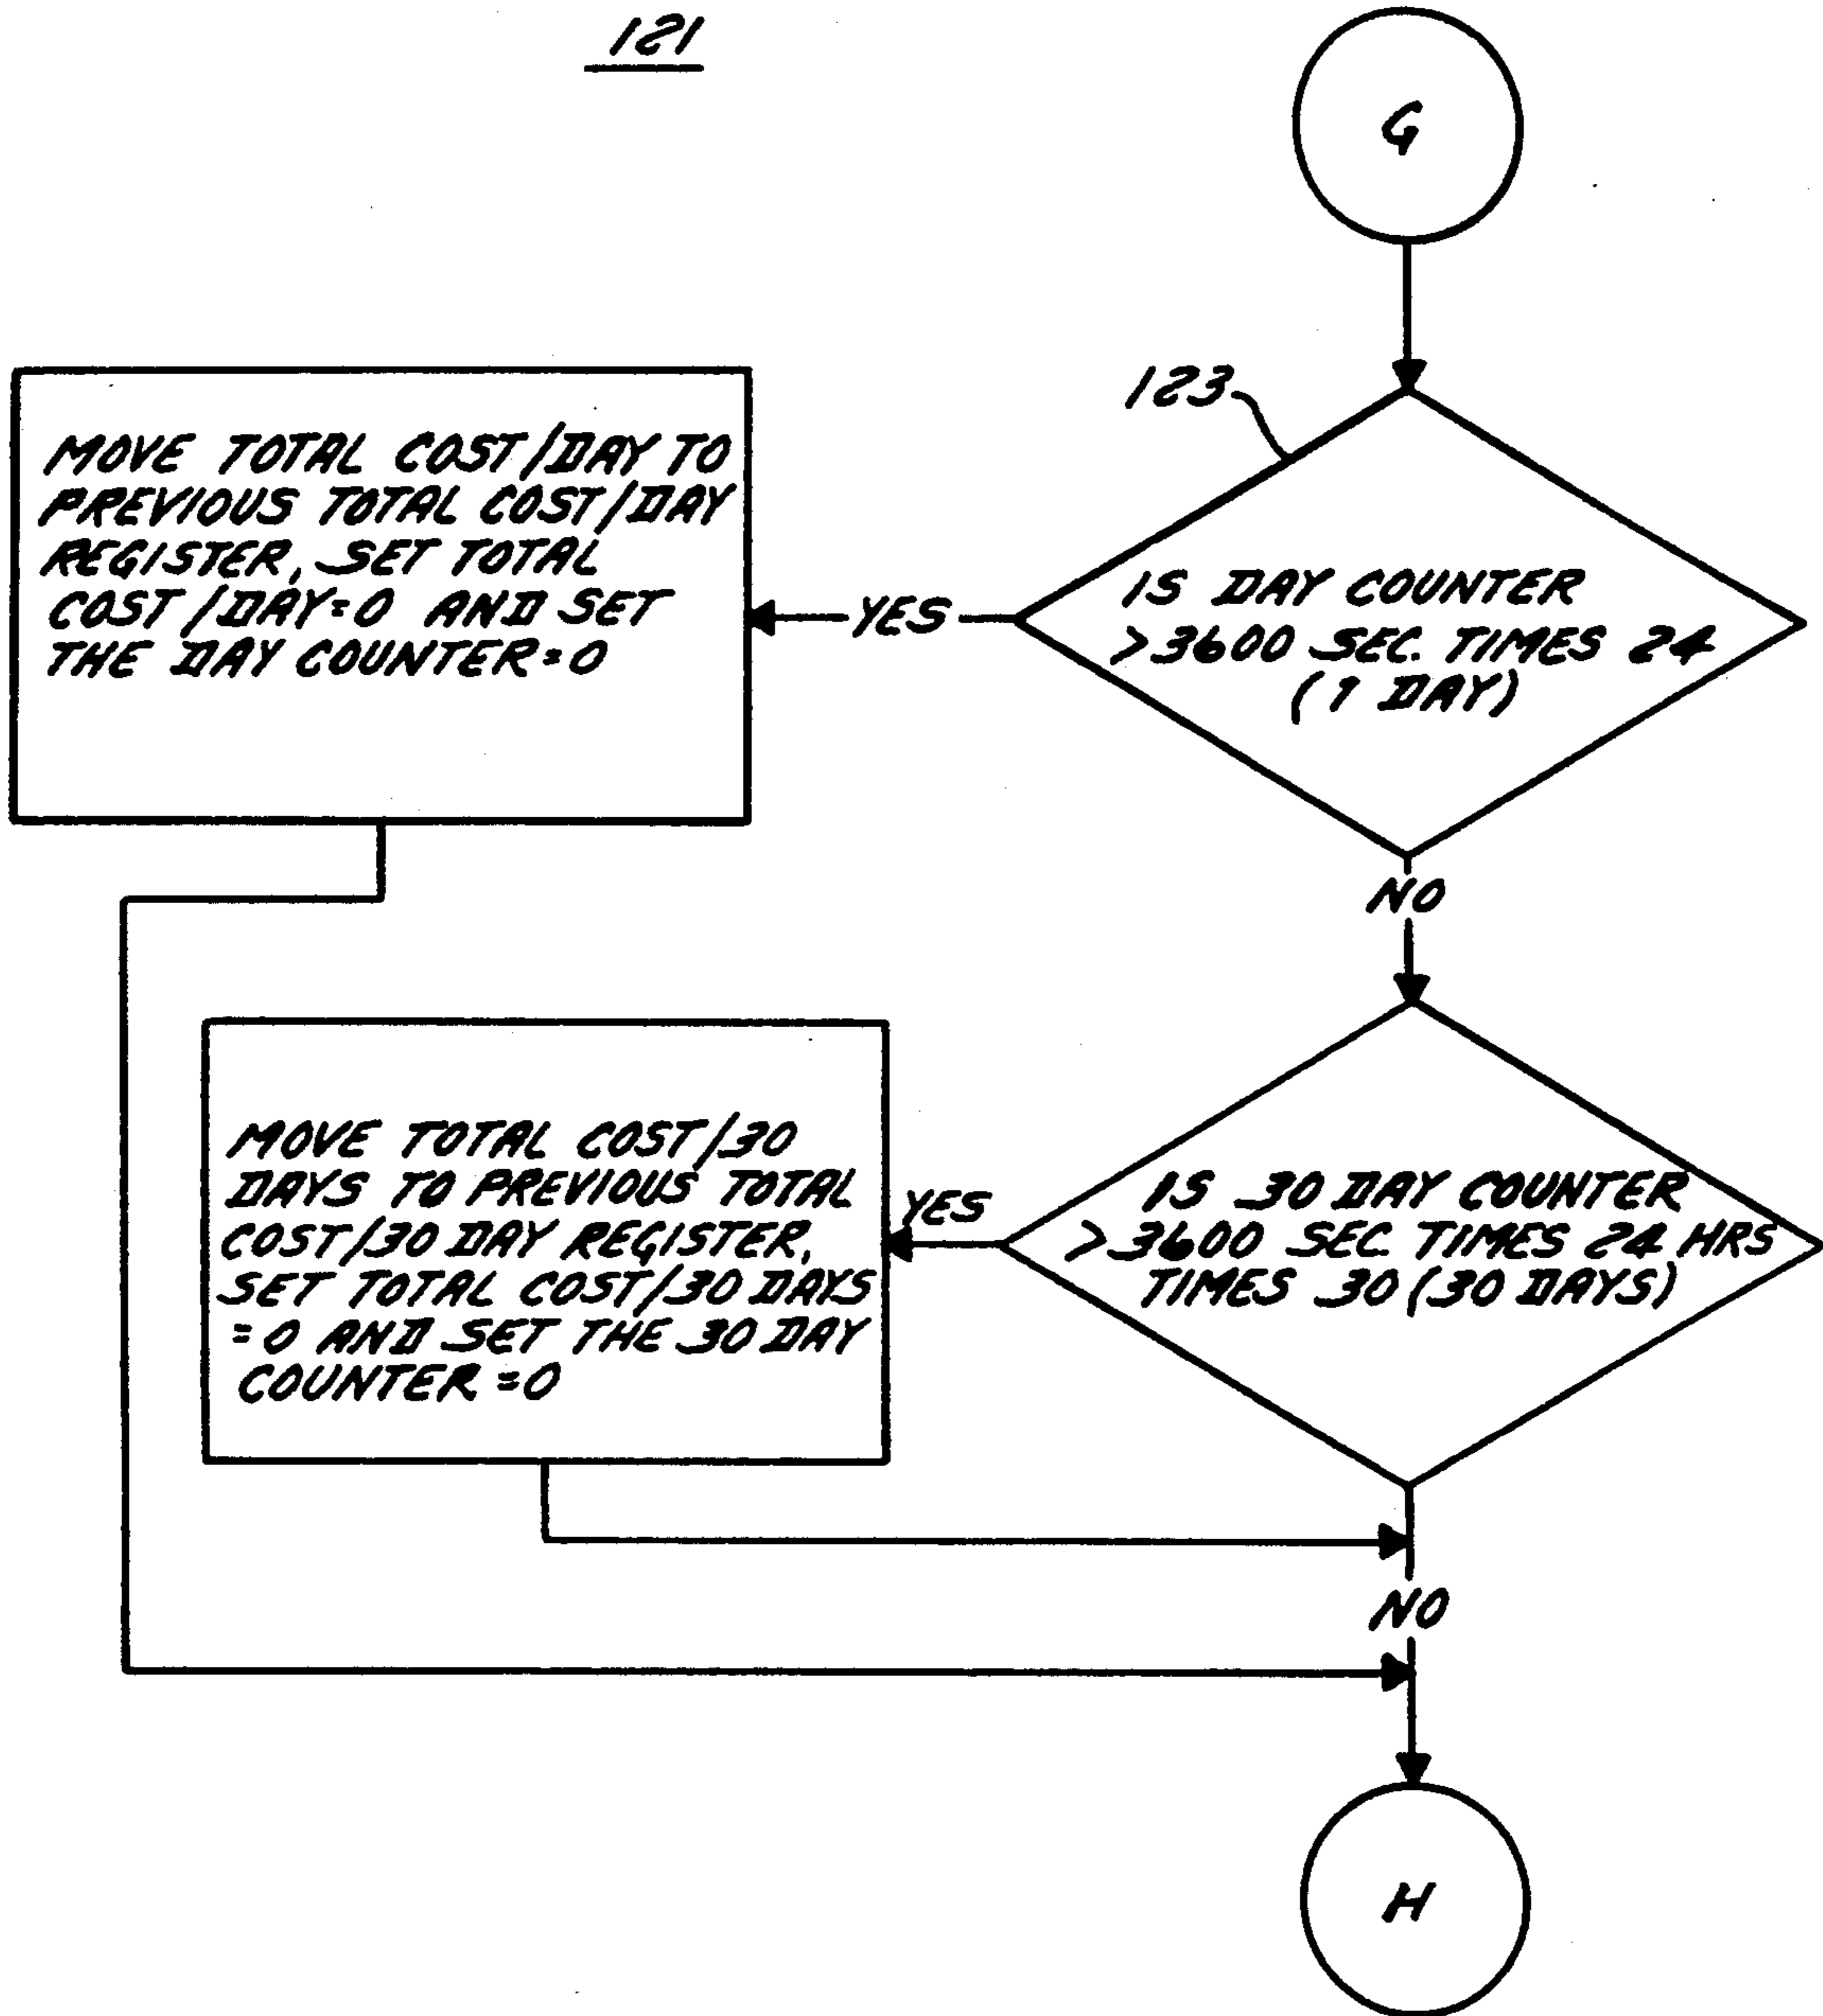 121
G
123
IS DAY COUNTER
>3600 SEC. TIMES 24
(1 DAY)
YES
MOVE TOTAL COST/DAY TO
PREVIOUS TOTAL COST/DAY
REGISTER, SET TOTAL
COST/DAY=0 AND SET
THE DAY COUNTER=0
NO
IS 30 DAY COUNTER
>3600 SEC TIMES 24 HRS
TIMES 30 (30 DAYS)
YES
MOVE TOTAL COST/30
DAYS TO PREVIOUS TOTAL
COST/30 DAY REGISTER,
SET TOTAL COST/30 DAYS
=0 AND SET THE 30 DAY
COUNTER=0
NO
H